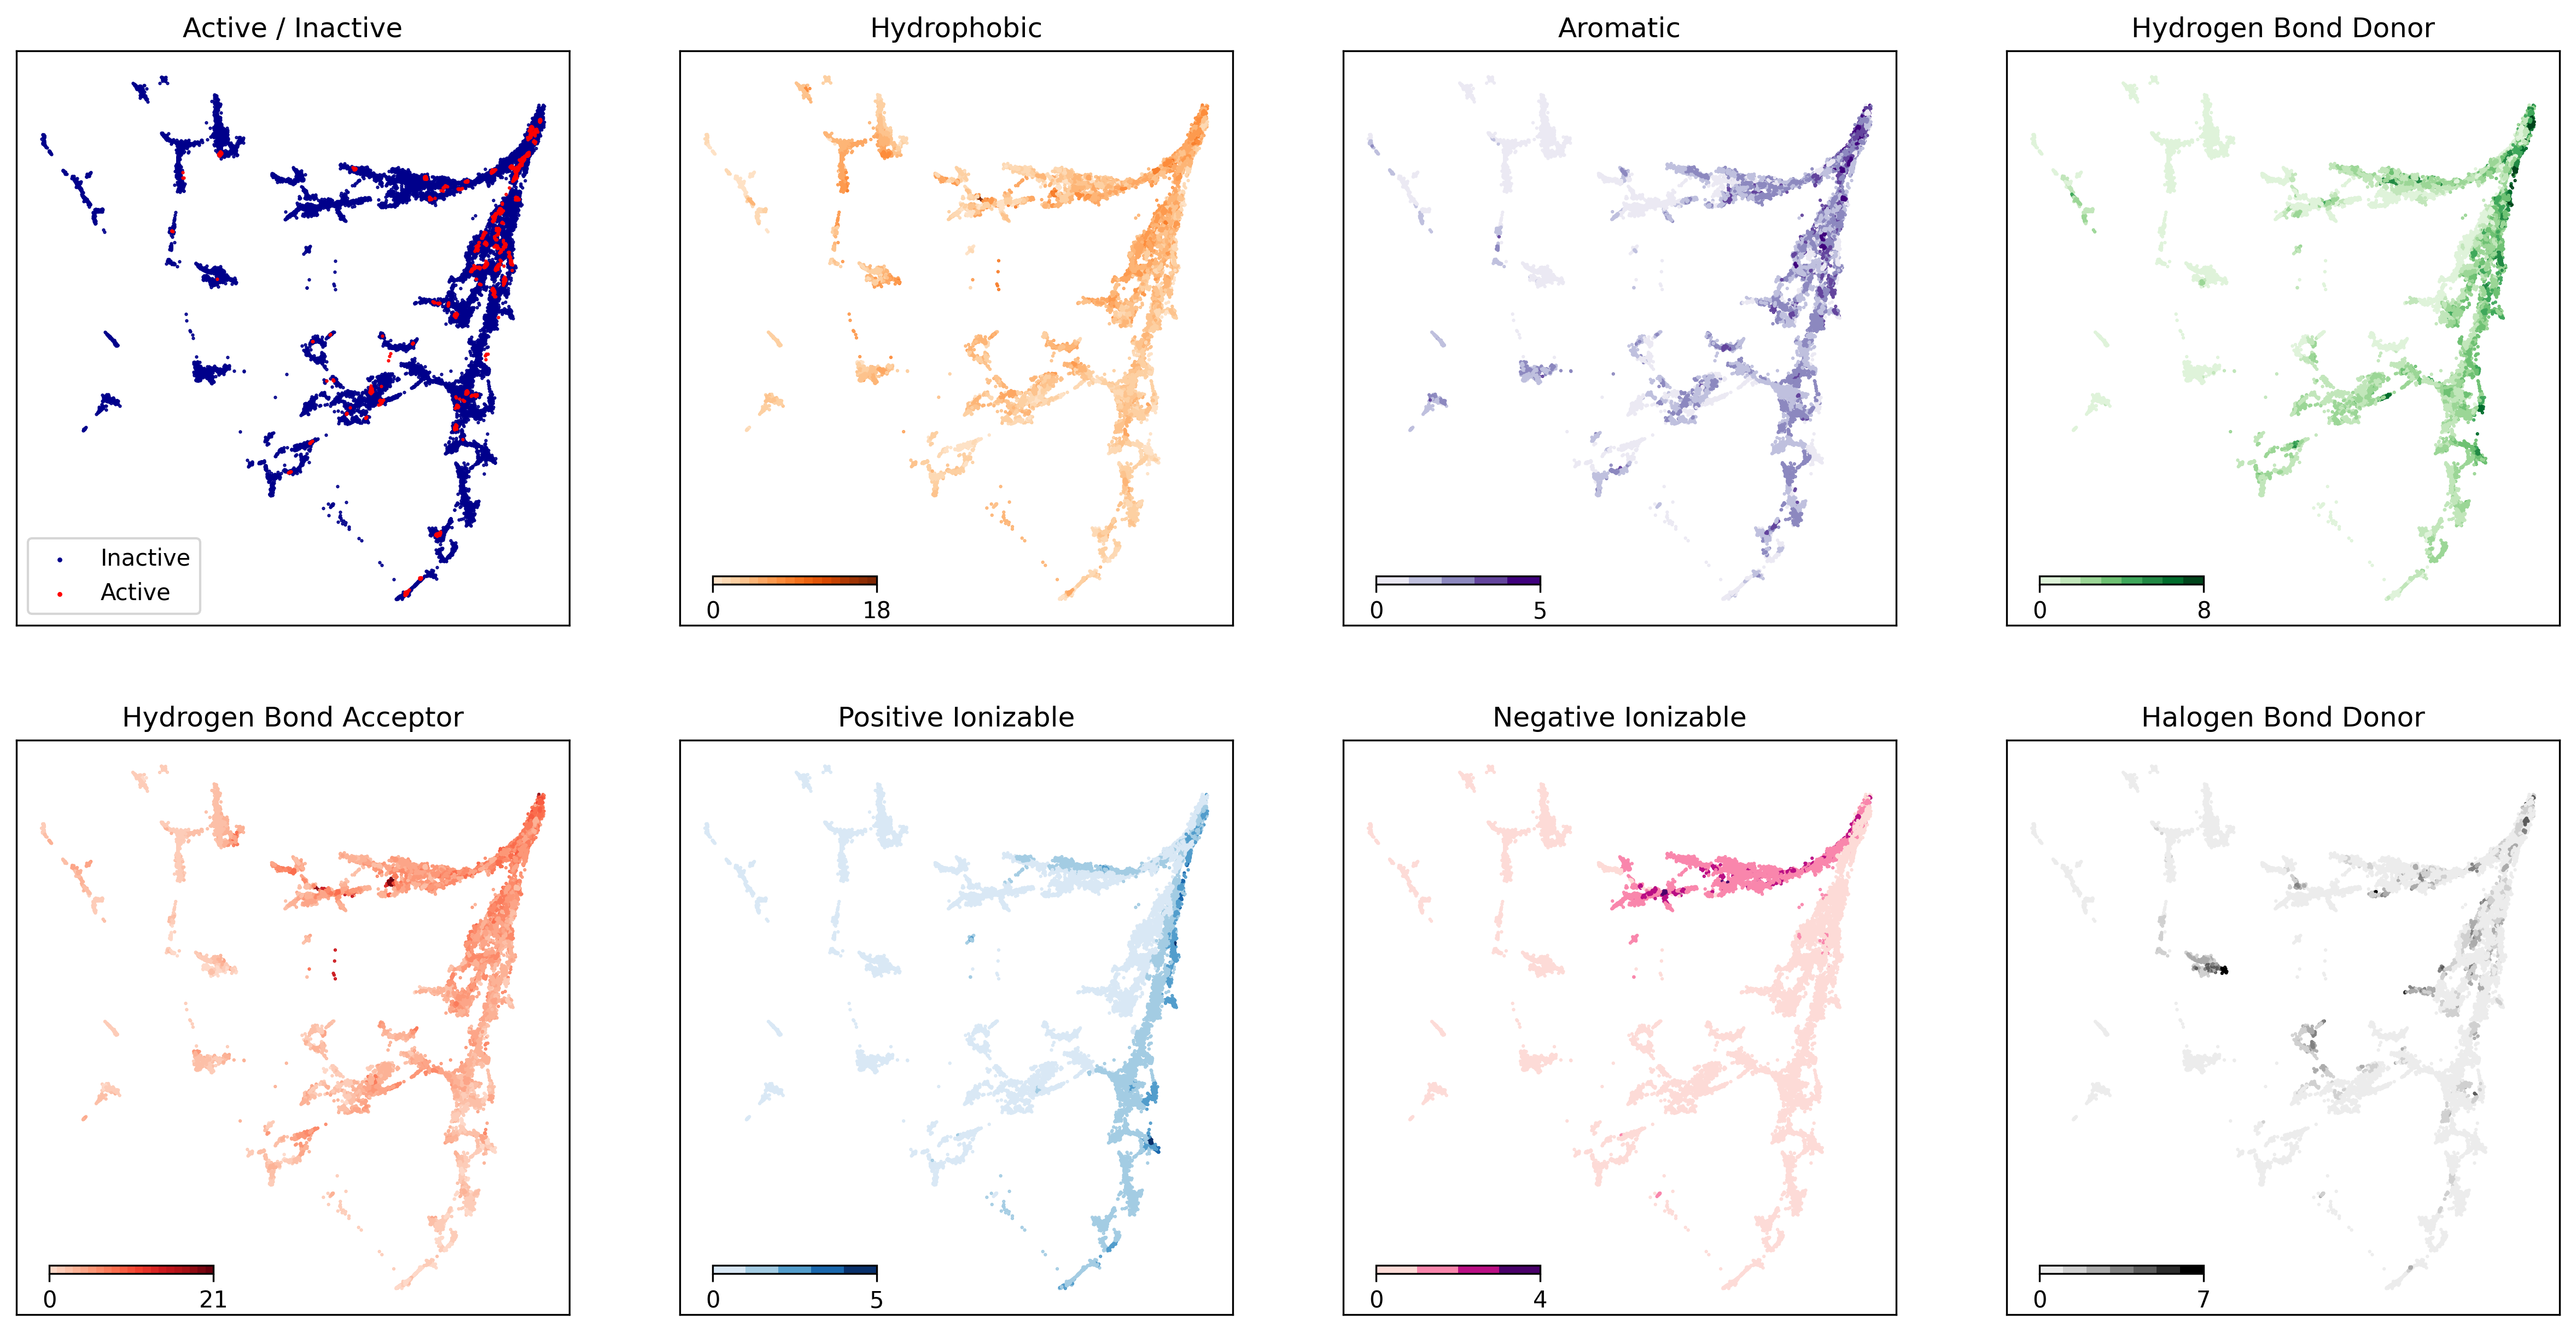 Active / Inactive
Hydrophobic
Aromatic
Hydrogen Bond Donor
Inactive
Active
0 18
0 5
0 8
Hydrogen Bond Acceptor
Positive Ionizable
Negative Ionizable
Halogen Bond Donor
0 21
0 5
0 4
0 7